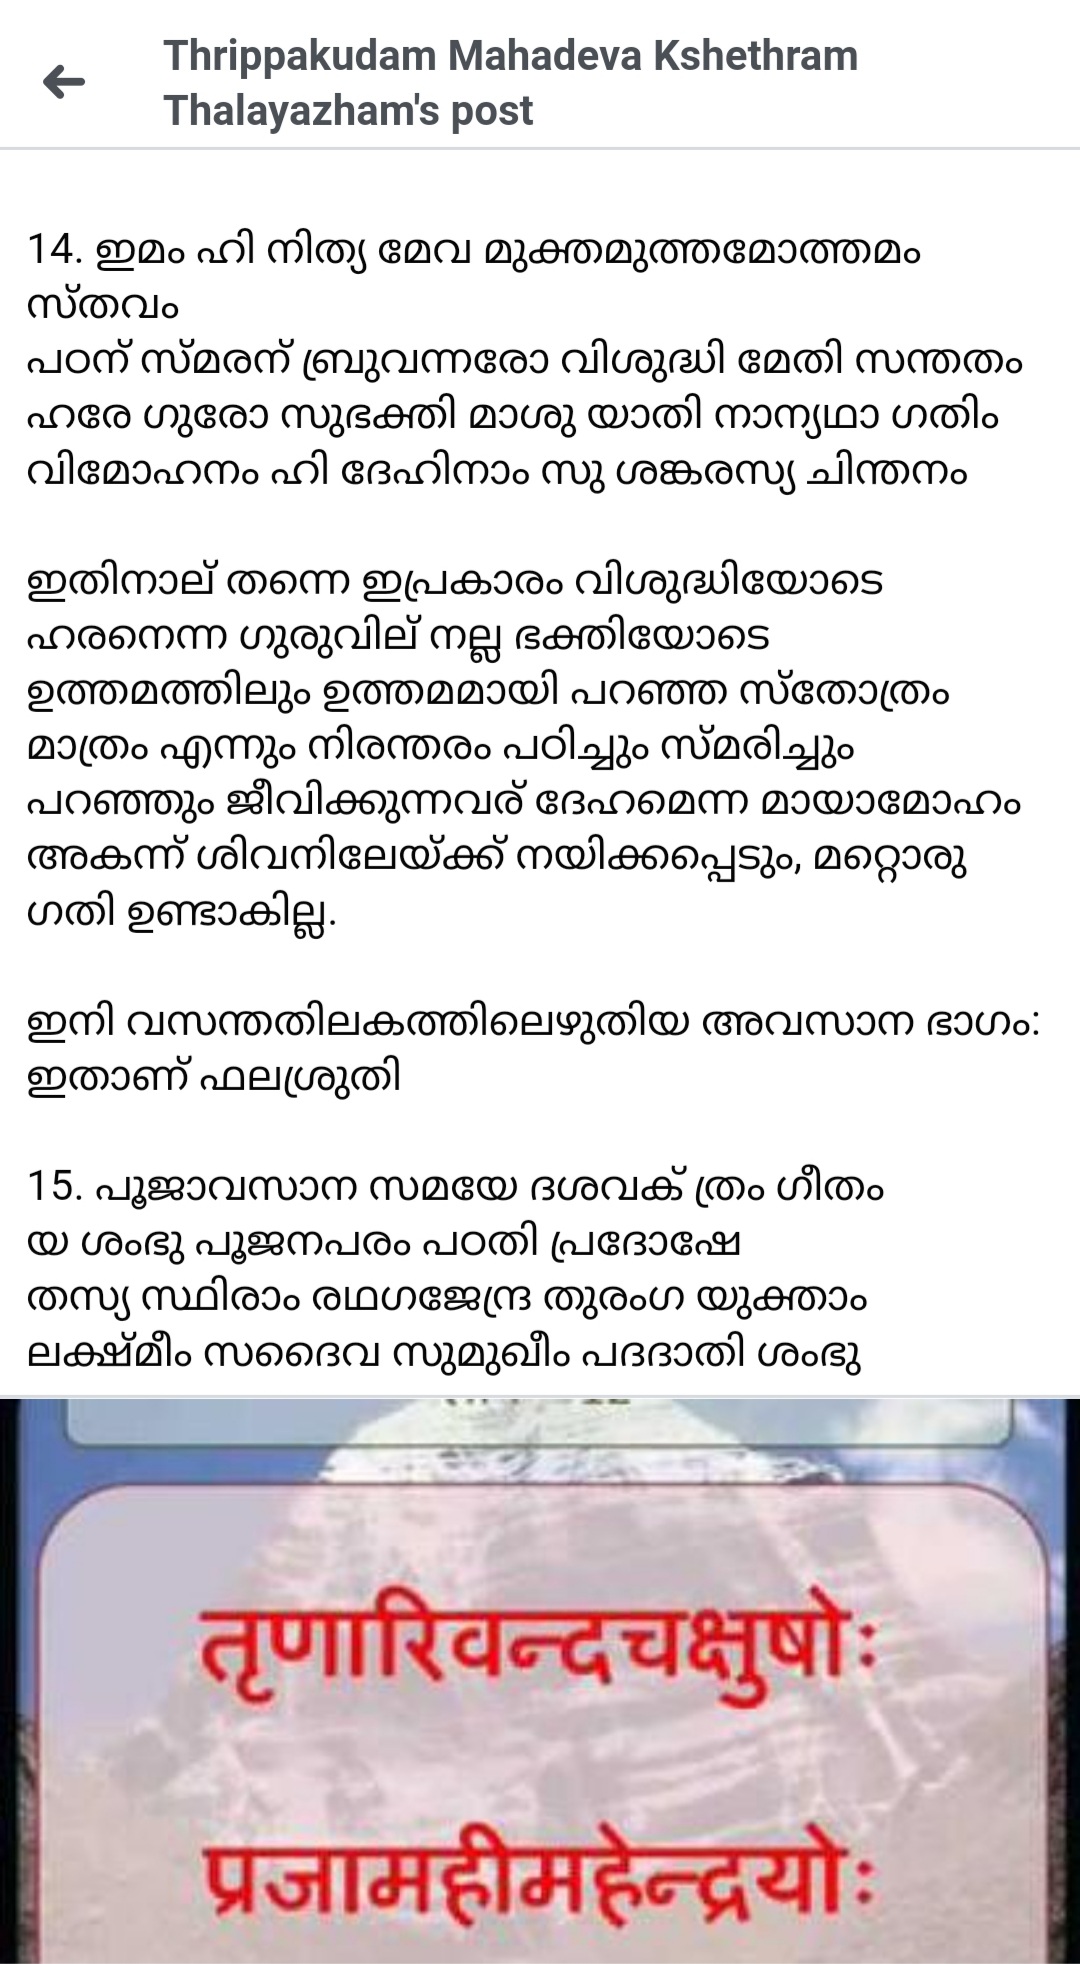 Thrippakudam Mahadeva Kshethram
Thalayazham's post
14. ഇമം ഹി നിത്യ മേവ മുക്തമുത്തമോത്തമം
സ്തവം
പഠന് സ്മരന് ബ്രുവന്നരോ വിശുദ്ധി മേതി സന്തതം
ഹരേ ഗുരോ സുഭക്തി മാശു യാതി നാന്യഥാ ഗതിം
വിമോഹനം ഹി ദേഹിനാം സു ശങ്കരസ്യ ചിന്തനം
ഇതിനാല് തന്നെ ഇപ്രകാരം വിശുദ്ധിയോടെ
ഹരനെന്ന ഗുരുവില് നല്ല ഭക്തിയോടെ
ഉത്തമത്തിലും ഉത്തമമായി പറഞ്ഞ സ്തോത്രം
മാത്രം എന്നും നിരന്തരം പഠിച്ചും സ്മരിച്ചും
പറഞ്ഞും ജീവിക്കുന്നവര് ദേഹമെന്ന മായാമോഹം
അകന്ന് ശിവനിലേയ്ക്ക് നയിക്കപ്പെടും, മറ്റൊരു
ഗതി ഉണ്ടാകില്ല.
ഇനി വസന്തതിലകത്തിലെഴുതിയ അവസാന ഭാഗം:
ഇതാണ് ഫലശ്രുതി
15. പൂജാവസാന സമയേ ദശവക് ത്രം ഗീതം
യ ശംഭു പൂജനപരം പഠതി പ്രദോഷേ
തസ്യ സ്ഥിരാം രഥഗജേന്ദ്ര തുരംഗ യുക്താം
ലക്ഷ്മീം സദൈവ സുമുഖീം പദദാതി ശംഭു
तृणारिवन्दचक्षुषोः
प्रजामहीमहेन्द्रयोः